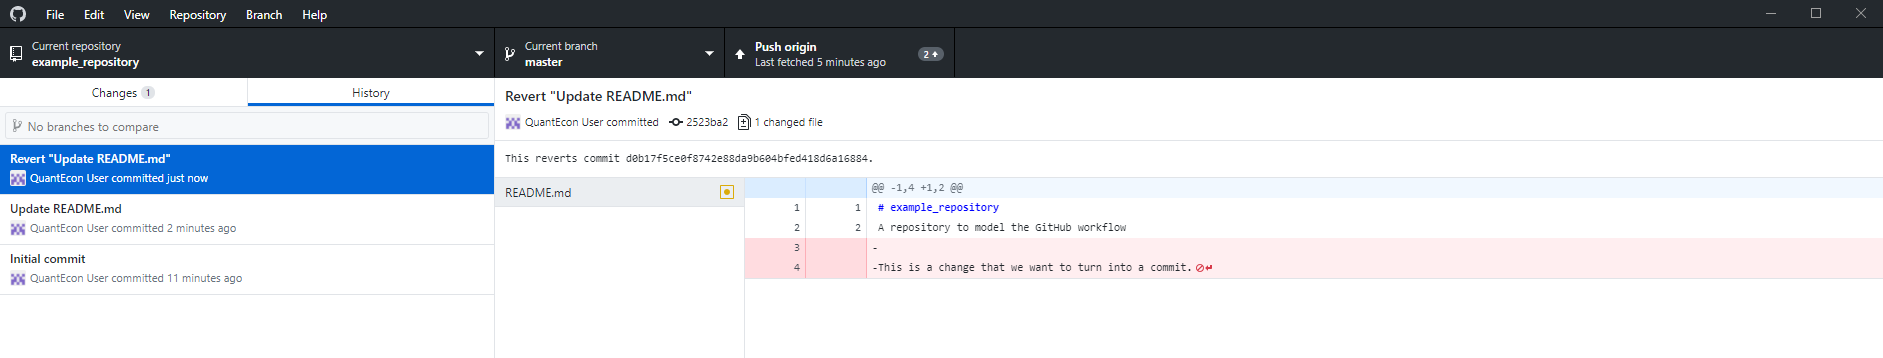 File Edit View Repository Branch Help
Current repository
example_repository
Current branch
master
Push origin
Last fetched 5 minutes ago
2
Changes 1
History
No branches to compare
Revert "Update README.md"
QuantEcon User committed just now
Update README.md
QuantEcon User committed 2 minutes ago
Initial commit
QuantEcon User committed 11 minutes ago
Revert "Update README.md"
QuantEcon User committed 2523ba2 1 changed file
This reverts commit d0b17f5ce0f8742e88da9b604bfed418d6a16884.
README.md
@@ -1,4 +1,2 @@
1 1 # example_repository
2 2 A repository to model the GitHub workflow
3 -
4 -This is a change that we want to turn into a commit.